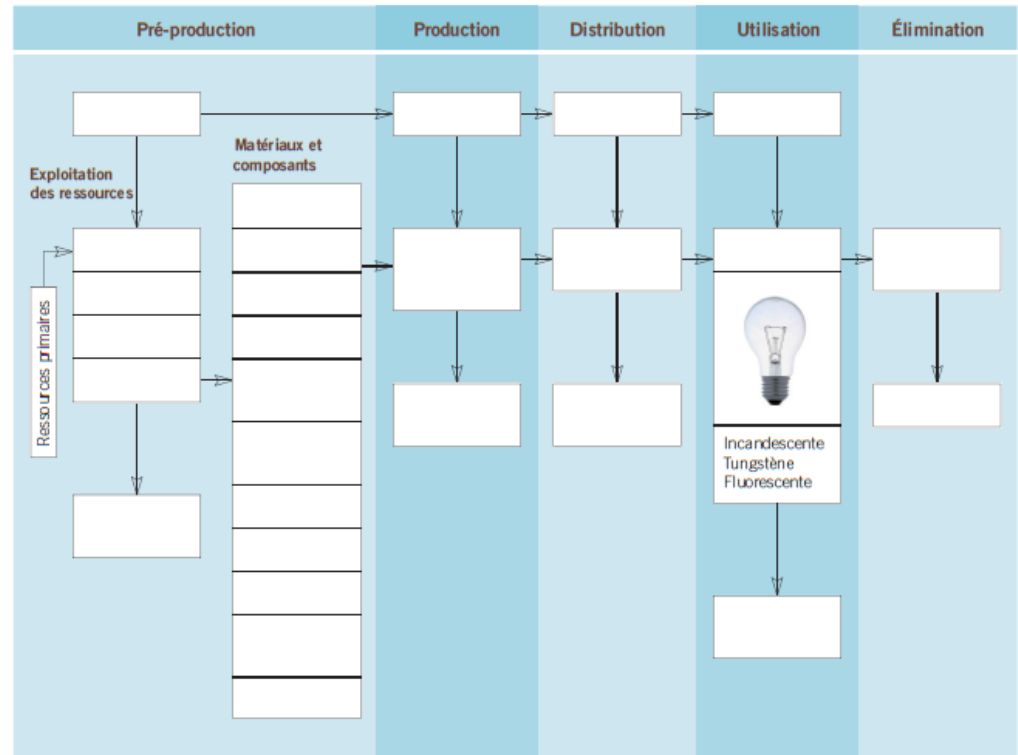 Pré-production
Production
Distribution
Utilisation
Élimination
Matériaux et
composants
Exploitation
des ressources
Ressources primaires
Incandescente
Tungstène
Fluorescente